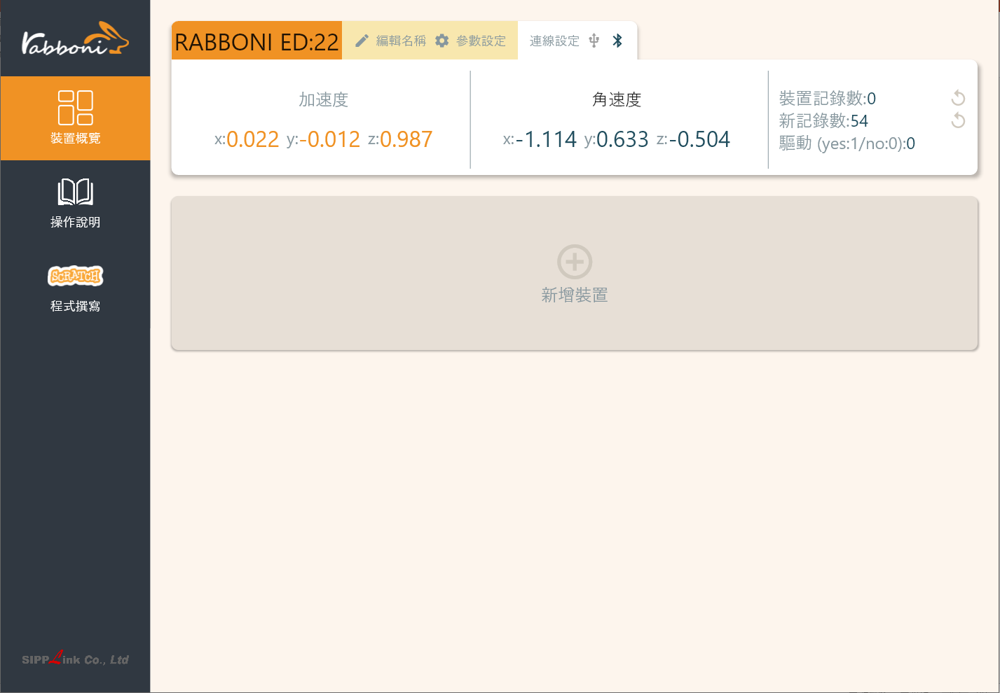 rabboni
裝置概覽
操作說明
SCRATCH
程式撰寫
SIPPLink Co., Ltd
RABBONI ED:22 編輯名稱 參數設定 連線設定
加速度
x:0.022 y:-0.012 z:0.987
角速度
x:-1.114 y:0.633 z:-0.504
裝置記錄數:0
新記錄數:54
驅動 (yes:1/no:0):0
新增裝置